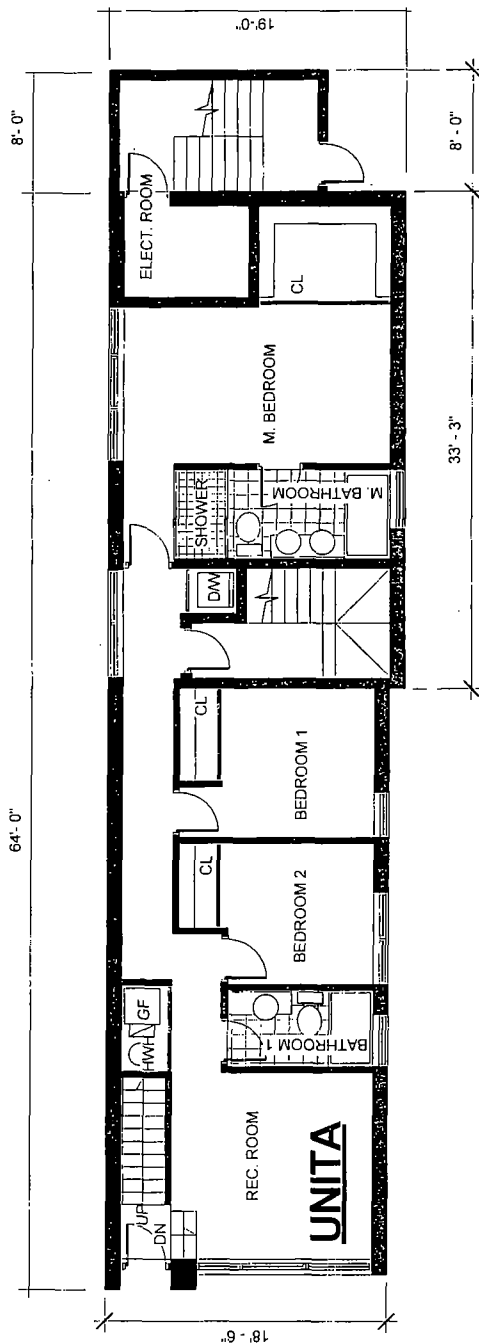 64'- 0"
8'- 0"
19'-0"
18'- 6"
33'- 3"
8'- 0"
UP
DN
HWH
GF
REC. ROOM
BATHROOM 1
BEDROOM 2
CL
BEDROOM 1
CL
D/W
SHOWER
M. BATHROOM
M. BEDROOM
CL
ELECT. ROOM
UNITA